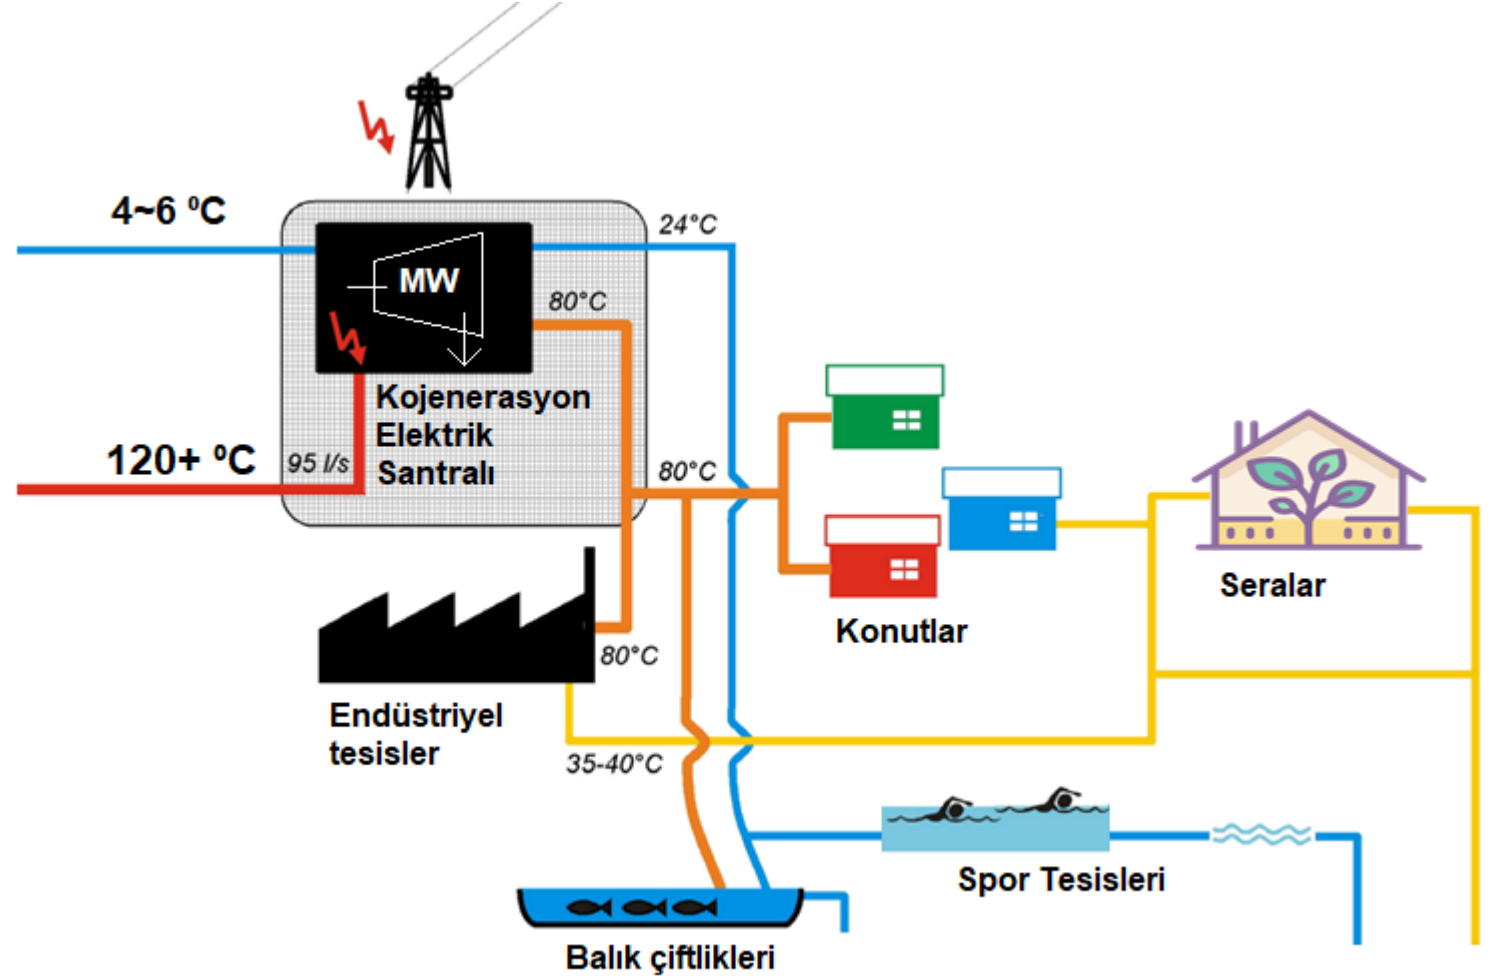 4~6 ºC
24°C
MW
80°C
Kojenerasyon
Elektrik
Santralı
120+ ºC
95 l/s
80°C
Seralar
Konutlar
80°C
Endüstriyel
tesisler
35-40°C
Spor Tesisleri
Balık çiftlikleri